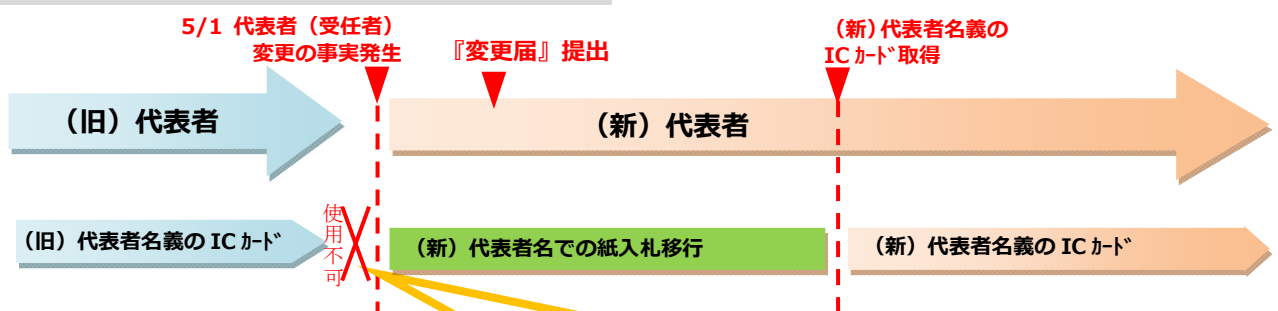 5/1 代表者（受任者）
変更の事実発生
『変更届』提出
（新）代表者名義の
IC ｶｰﾄﾞ取得
（旧）代表者
（新）代表者
（旧）代表者名義の IC ｶｰﾄﾞ
使用不可
（新）代表者名での紙入札移行
（新）代表者名義の IC ｶｰﾄﾞ